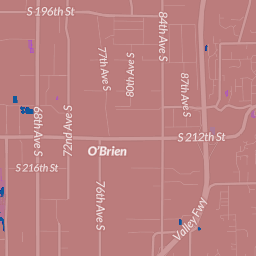 S 196th St
84th Ave S
77th Ave S
80th Ave S
87th Ave S
68th Ave S
72nd Ave S
S 212th St
O'Brien
S 216th St
76th Ave S
Valley Fwy